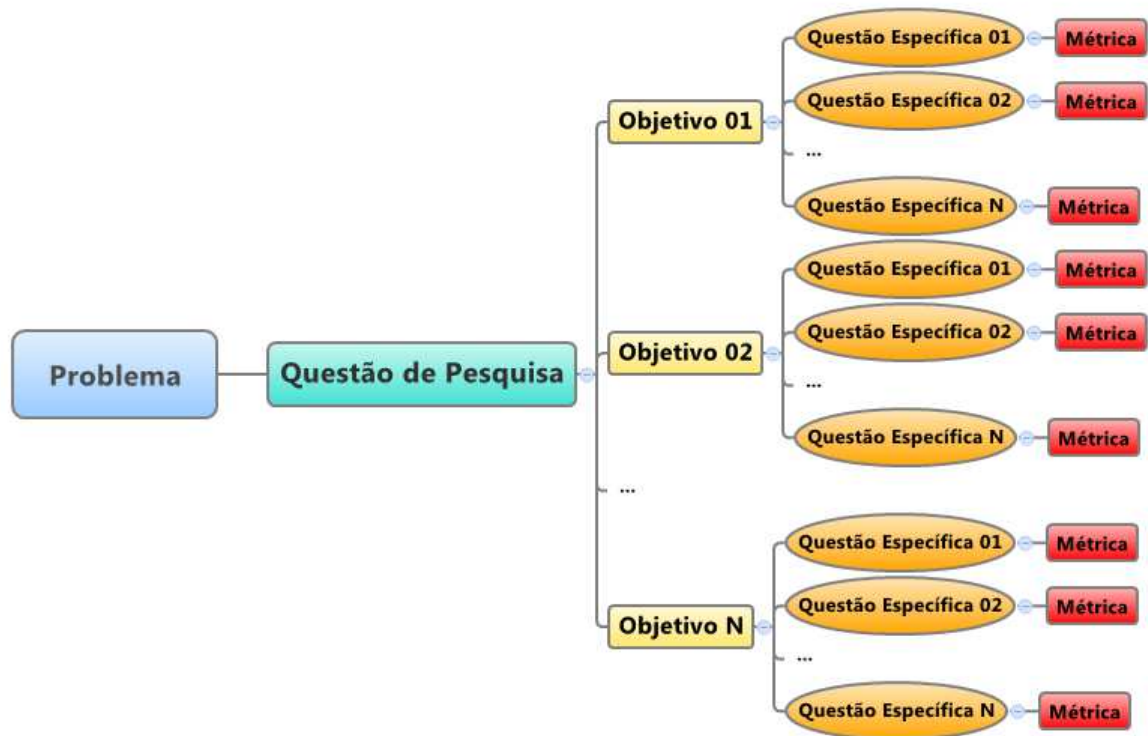 Problema
Questão de Pesquisa
Objetivo 01
Questão Específica 01
Métrica
Questão Específica 02
Métrica
...
Questão Específica N
Métrica
Objetivo 02
Questão Específica 01
Métrica
Questão Específica 02
Métrica
...
Questão Específica N
Métrica
...
Objetivo N
Questão Específica 01
Métrica
Questão Específica 02
Métrica
...
Questão Específica N
Métrica